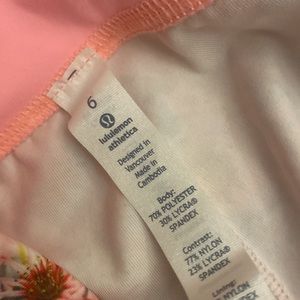 6
lululemon
athletica
Designed in
Vancouver
Made in
Cambodia
Body:
70% POLYESTER
30% LYCRA®
SPANDEX
Contrast:
77% NYLON
23% LYCRA®
SPANDEX
Lining: